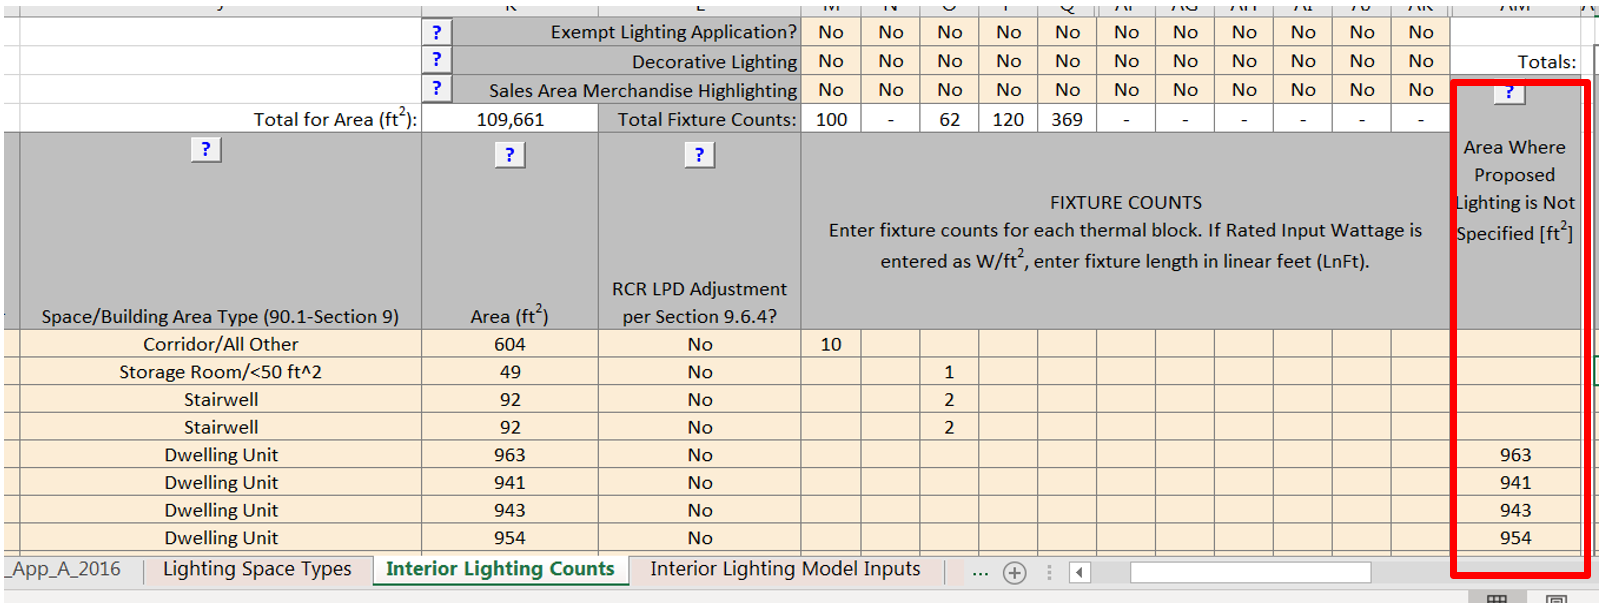 ? Exempt Lighting Application? No No No No No No No No No No No
? Decorative Lighting No No No No No No No No No No No Totals:
? Sales Area Merchandise Highlighting No No No No No No No No No No No ?
Total for Area (ft²): 109,661 Total Fixture Counts: 100 - 62 120 369 - - - - - -
? ? ?
Area Where
Proposed
Lighting is Not
Specified [ft²]
FIXTURE COUNTS
Enter fixture counts for each thermal block. If Rated Input Wattage is
entered as W/ft², enter fixture length in linear feet (LnFt).
RCR LPD Adjustment
per Section 9.6.4?
Space/Building Area Type (90.1-Section 9) Area (ft²)
Corridor/All Other 604 No 10
Storage Room/<50 ft^2 49 No 1
Stairwell 92 No 2
Stairwell 92 No 2
Dwelling Unit 963 No 963
Dwelling Unit 941 No 941
Dwelling Unit 943 No 943
Dwelling Unit 954 No 954
_App_A_2016 Lighting Space Types Interior Lighting Counts Interior Lighting Model Inputs ...